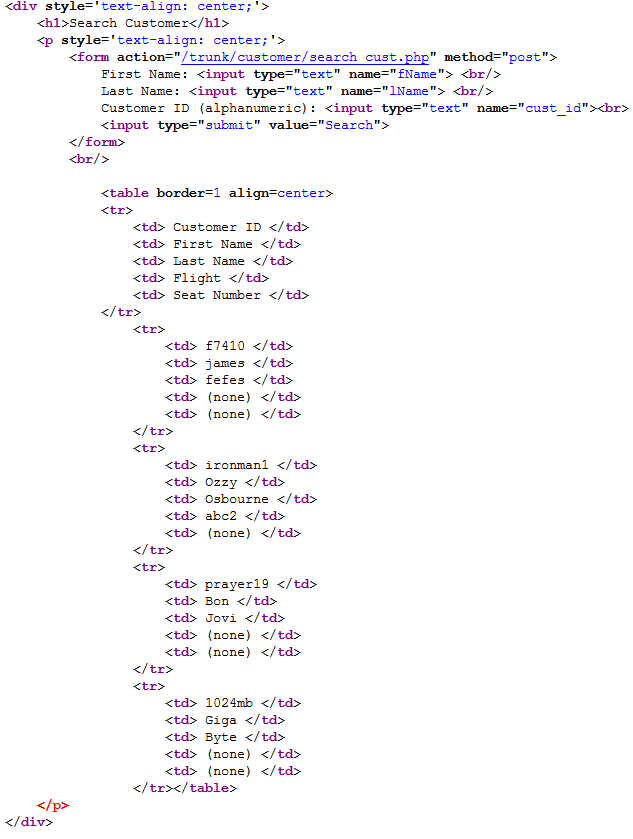 <div style='text-align: center;'>
    <h1>Search Customer</h1>
    <p style='text-align: center;'>
        <form action="/trunk/customer/search_cust.php" method="post">
            First Name: <input type="text" name="fName"> <br/>
            Last Name: <input type="text" name="lName"> <br/>
            Customer ID (alphanumeric): <input type="text" name="cust_id"><br>
            <input type="submit" value="Search">
        </form>
        <br/>

            <table border=1 align=center>
            <tr>
                <td> Customer ID </td>
                <td> First Name </td>
                <td> Last Name </td>
                <td> Flight </td>
                <td> Seat Number </td>
            </tr>
                <tr>
                    <td> f7410 </td>
                    <td> james </td>
                    <td> fefes </td>
                    <td> (none) </td>
                    <td> (none) </td>
                </tr>
                <tr>
                    <td> ironman1 </td>
                    <td> Ozzy </td>
                    <td> Osbourne </td>
                    <td> abc2 </td>
                    <td> (none) </td>
                </tr>
                <tr>
                    <td> prayer19 </td>
                    <td> Bon </td>
                    <td> Jovi </td>
                    <td> (none) </td>
                    <td> (none) </td>
                </tr>
                <tr>
                    <td> 1024mb </td>
                    <td> Giga </td>
                    <td> Byte </td>
                    <td> (none) </td>
                    <td> (none) </td>
                </tr></table>
    </p>
</div>